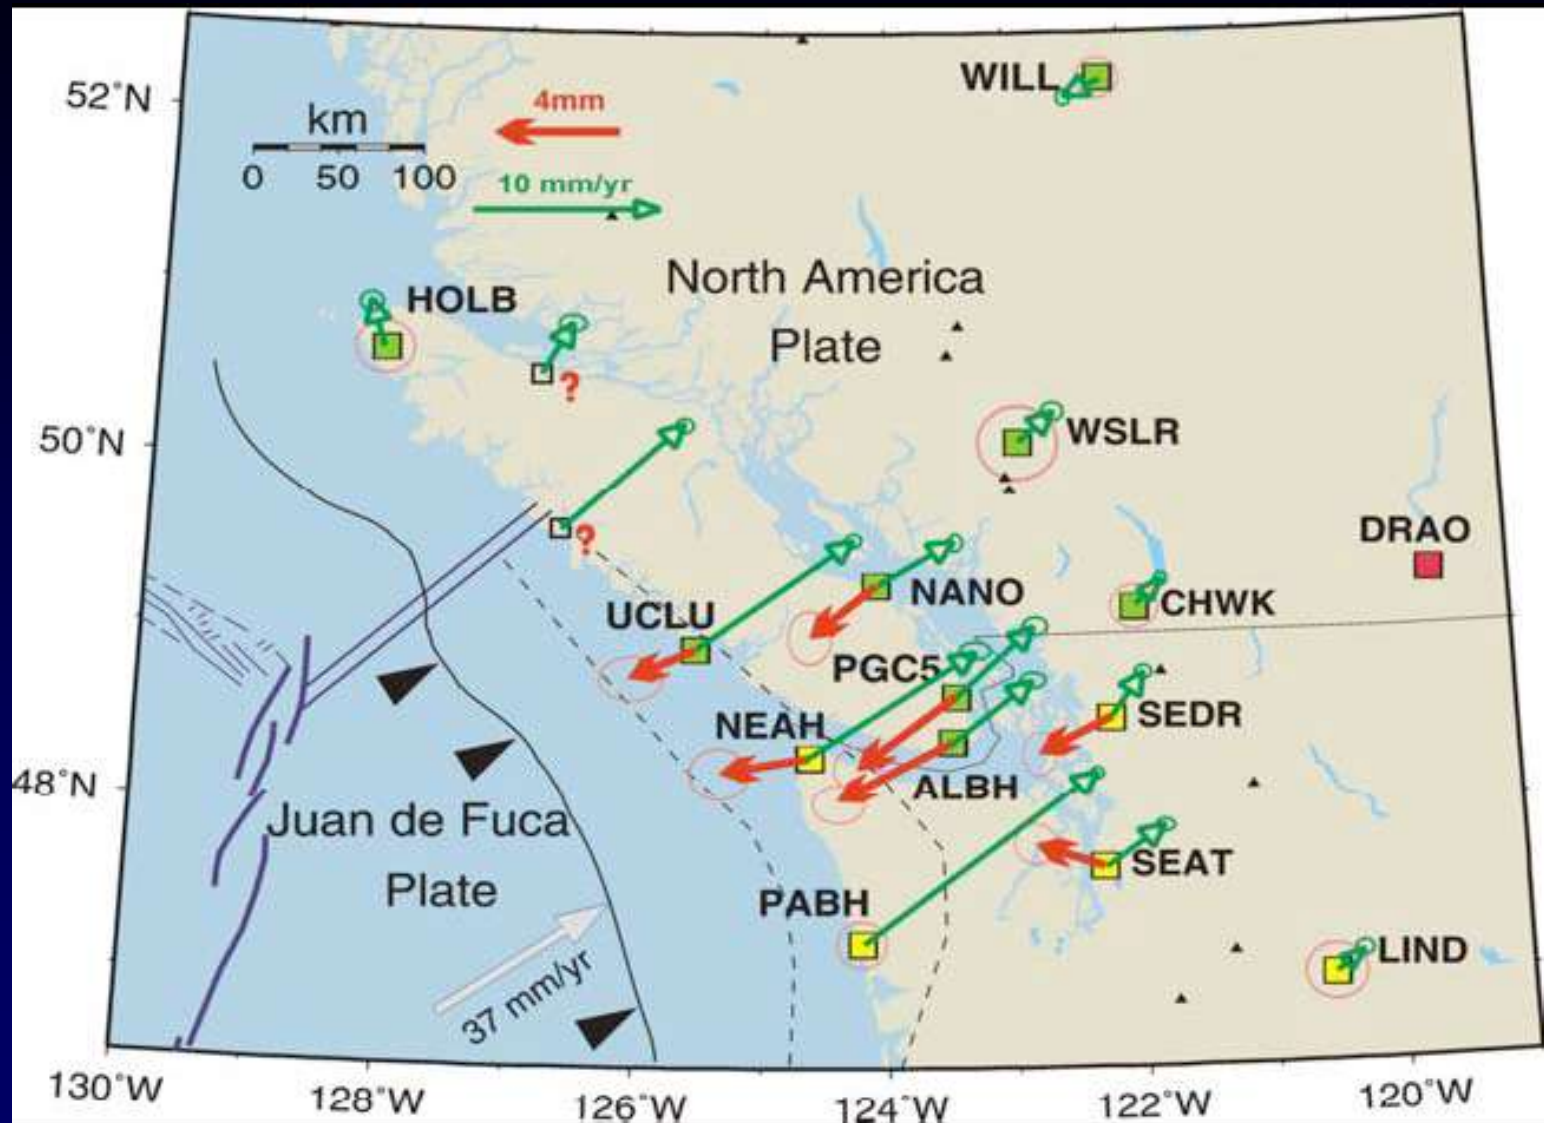 52°N
50°N
48°N
130°W
128°W
126°W
124°W
122°W
120°W
km
0 50 100
4mm
10 mm/yr
North America
Plate
WILL
HOLB
?
WSLR
?
DRAO
UCLU
NANO
CHWK
PGC5
NEAH
SEDR
ALBH
Juan de Fuca
Plate
SEAT
PABH
LIND
37 mm/yr